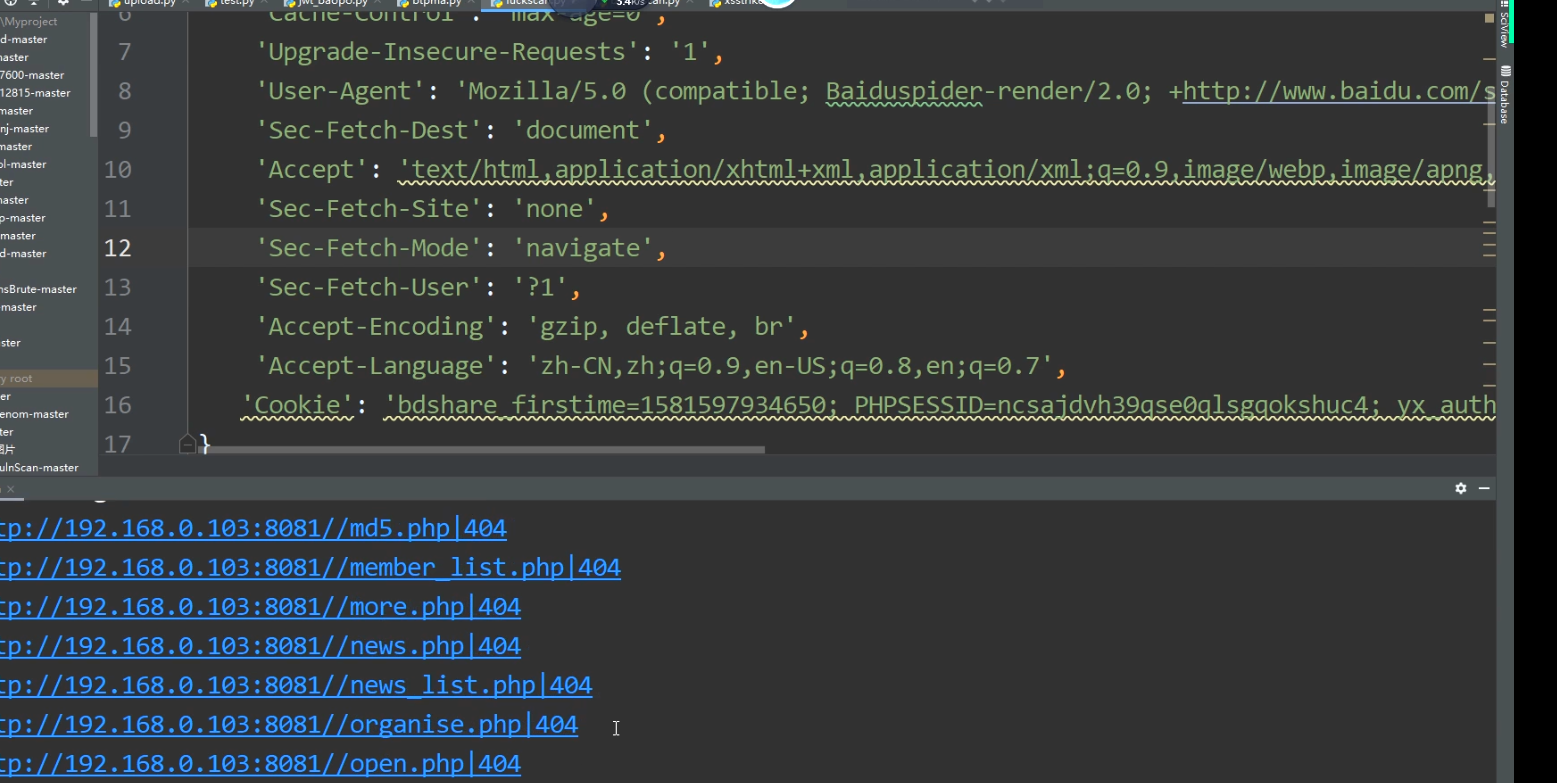 upload.py
test.py
jwt_baopo.py
btpma.py
xsstrike
\Myproject
d-master
master
7600-master
12815-master
master
nj-master
master
ol-master
ter
master
p-master
master
d-master
nsBrute-master
-master
ster
y root
er
enom-master
ter
图片
ulnScan-master
6 'Cache-Control': 'max-age=0',
7 'Upgrade-Insecure-Requests': '1',
8 'User-Agent': 'Mozilla/5.0 (compatible; Baiduspider-render/2.0; +http://www.baidu.com/s
9 'Sec-Fetch-Dest': 'document',
10 'Accept': 'text/html,application/xhtml+xml,application/xml;q=0.9,image/webp,image/apng,
11 'Sec-Fetch-Site': 'none',
12 'Sec-Fetch-Mode': 'navigate',
13 'Sec-Fetch-User': '?1',
14 'Accept-Encoding': 'gzip, deflate, br',
15 'Accept-Language': 'zh-CN,zh;q=0.9,en-US;q=0.8,en;q=0.7',
16 'Cookie': 'bdshare_firstime=1581597934650; PHPSESSID=ncsajdvh39qse0qlsgqokshuc4; yx_auth
17 }
SciView
Database
tp://192.168.0.103:8081//md5.php|404
tp://192.168.0.103:8081//member_list.php|404
tp://192.168.0.103:8081//more.php|404
tp://192.168.0.103:8081//news.php|404
tp://192.168.0.103:8081//news_list.php|404
tp://192.168.0.103:8081//organise.php|404
tp://192.168.0.103:8081//open.php|404